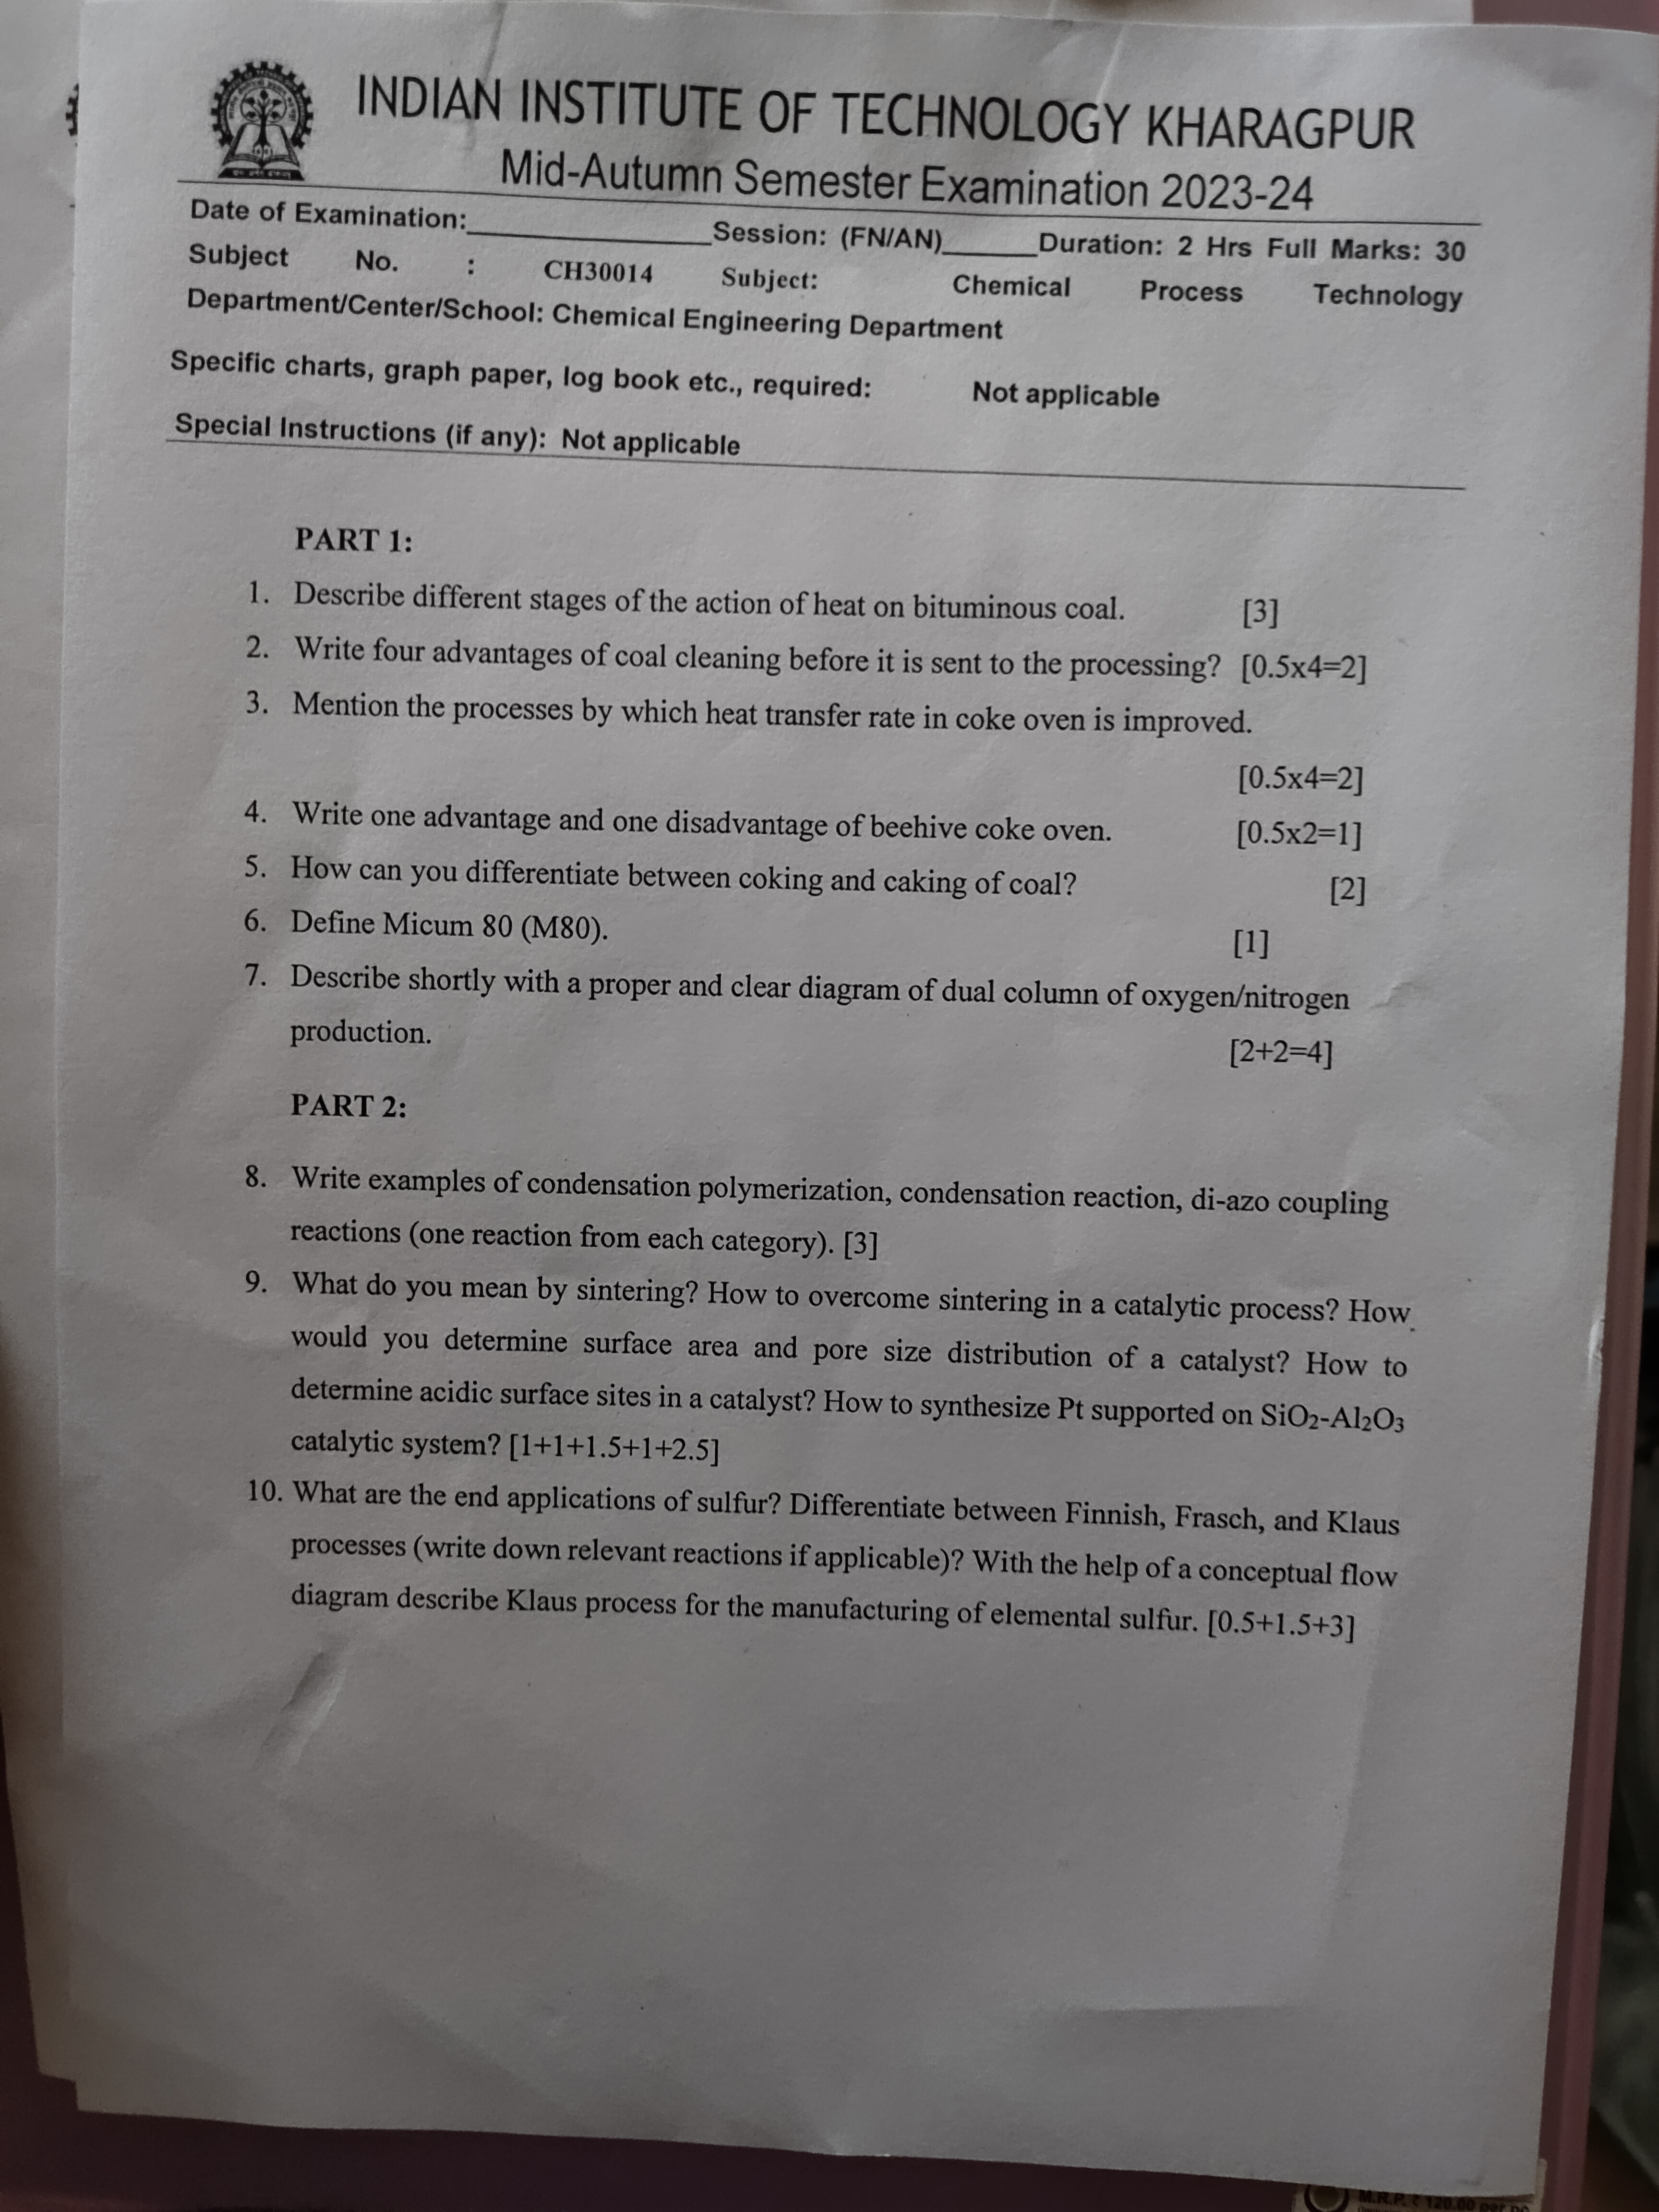 INDIAN INSTITUTE OF TECHNOLOGY KHARAGPUR
Mid-Autumn Semester Examination 2023-24
Date of Examination:______________Session: (FN/AN)_____Duration: 2 Hrs Full Marks: 30
Subject No. : CH30014 Subject: Chemical Process Technology
Department/Center/School: Chemical Engineering Department
Specific charts, graph paper, log book etc., required: Not applicable
Special Instructions (if any): Not applicable
PART 1:
1. Describe different stages of the action of heat on bituminous coal. [3]
2. Write four advantages of coal cleaning before it is sent to the processing? [0.5x4=2]
3. Mention the processes by which heat transfer rate in coke oven is improved.
[0.5x4=2]
4. Write one advantage and one disadvantage of beehive coke oven. [0.5x2=1]
5. How can you differentiate between coking and caking of coal? [2]
6. Define Micum 80 (M80). [1]
7. Describe shortly with a proper and clear diagram of dual column of oxygen/nitrogen
production. [2+2=4]
PART 2:
8. Write examples of condensation polymerization, condensation reaction, di-azo coupling
reactions (one reaction from each category). [3]
9. What do you mean by sintering? How to overcome sintering in a catalytic process? How
would you determine surface area and pore size distribution of a catalyst? How to
determine acidic surface sites in a catalyst? How to synthesize Pt supported on SiO₂-Al₂O₃
catalytic system? [1+1+1.5+1+2.5]
10. What are the end applications of sulfur? Differentiate between Finnish, Frasch, and Klaus
processes (write down relevant reactions if applicable)? With the help of a conceptual flow
diagram describe Klaus process for the manufacturing of elemental sulfur. [0.5+1.5+3]
M.R.P. ₹ 120.00 per pc